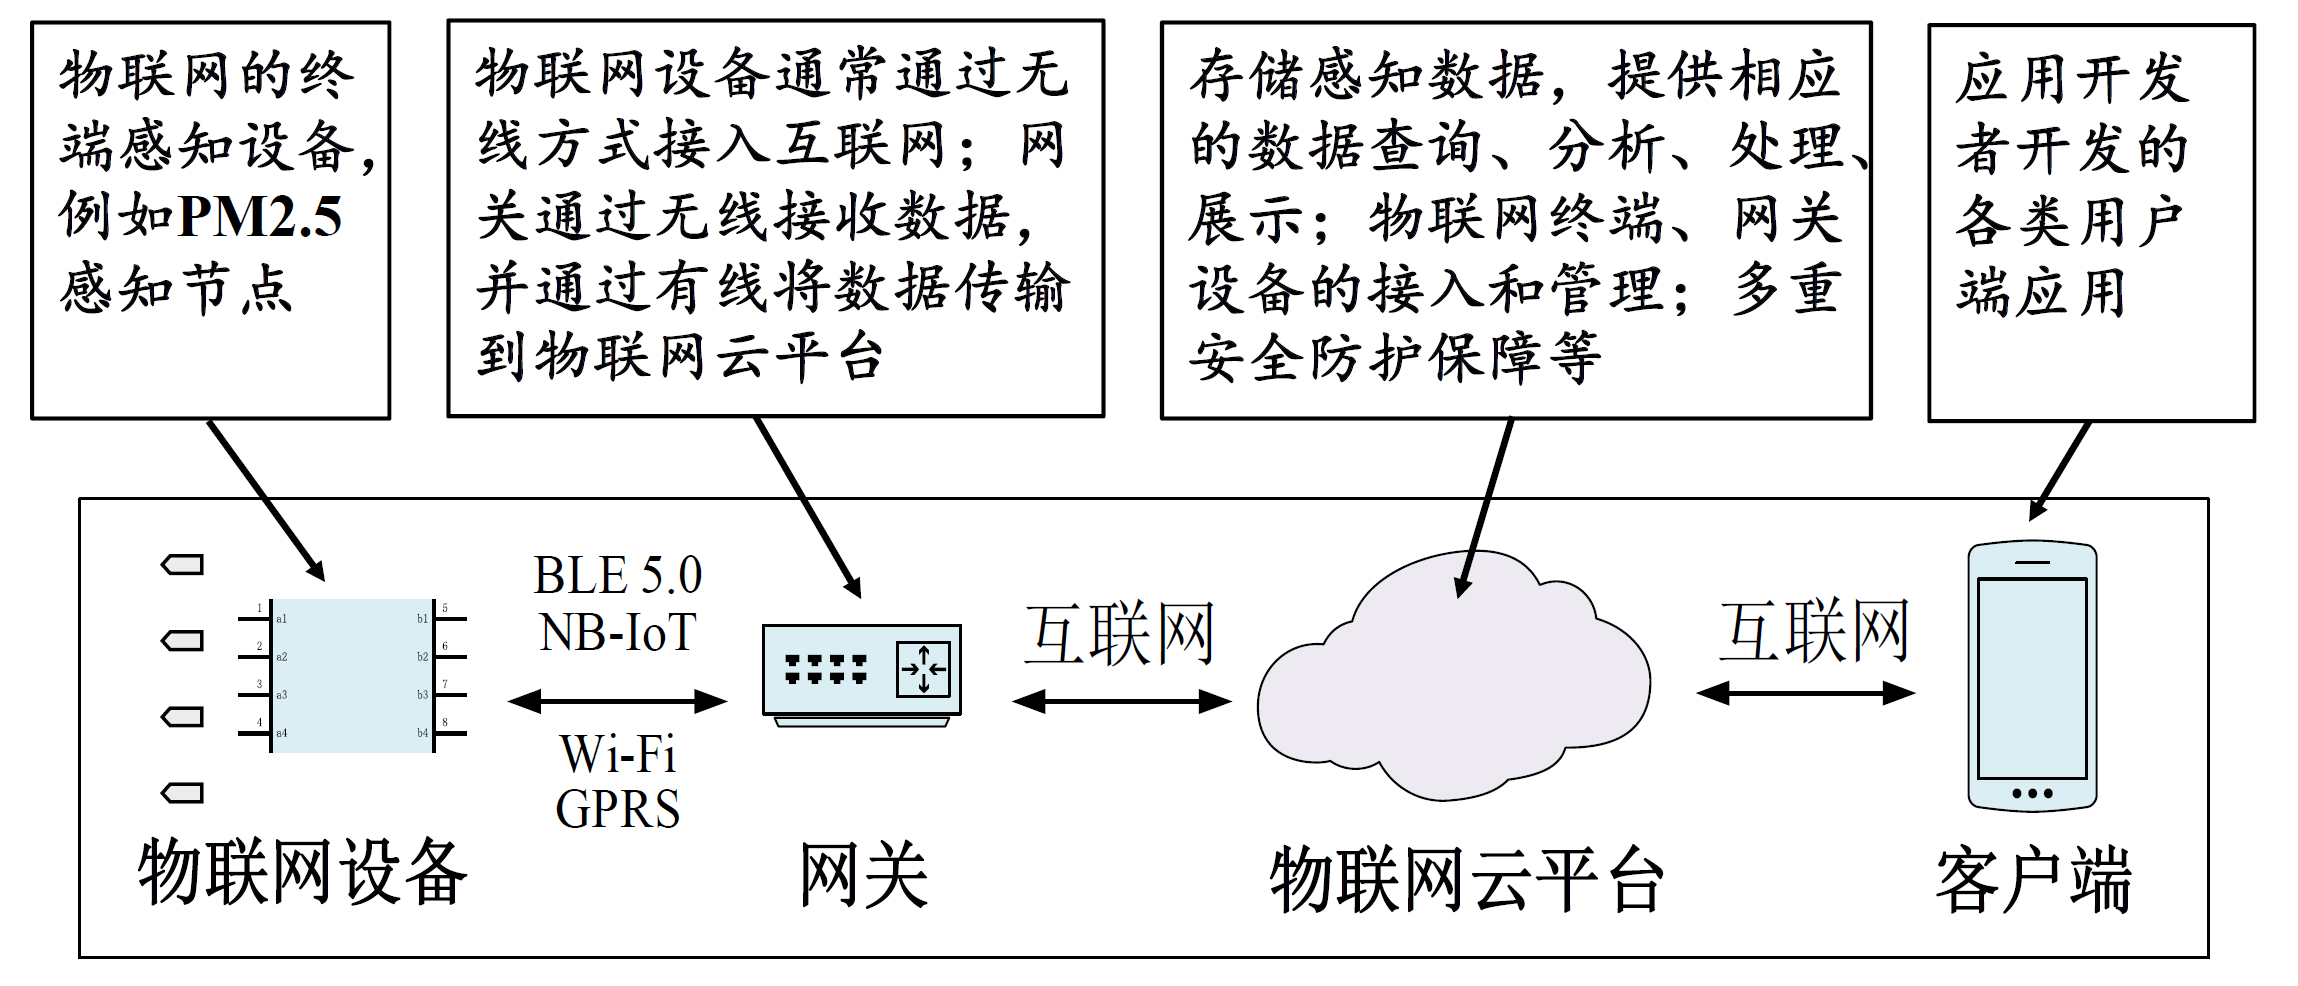 物联网的终
端感知设备，
例如PM2.5
感知节点
物联网设备通常通过无
线方式接入互联网；网
关通过无线接收数据，
并通过有线将数据传输
到物联网云平台
存储感知数据，提供相应
的数据查询、分析、处理、
展示；物联网终端、网关
设备的接入和管理；多重
安全防护保障等
应用开发
者开发的
各类用户
端应用
1
a1
2
a2
3
a3
4
a4
5
b1
6
b2
7
b3
8
b4
BLE 5.0
NB-IoT
Wi-Fi
GPRS
互联网
互联网
物联网设备
网关
物联网云平台
客户端